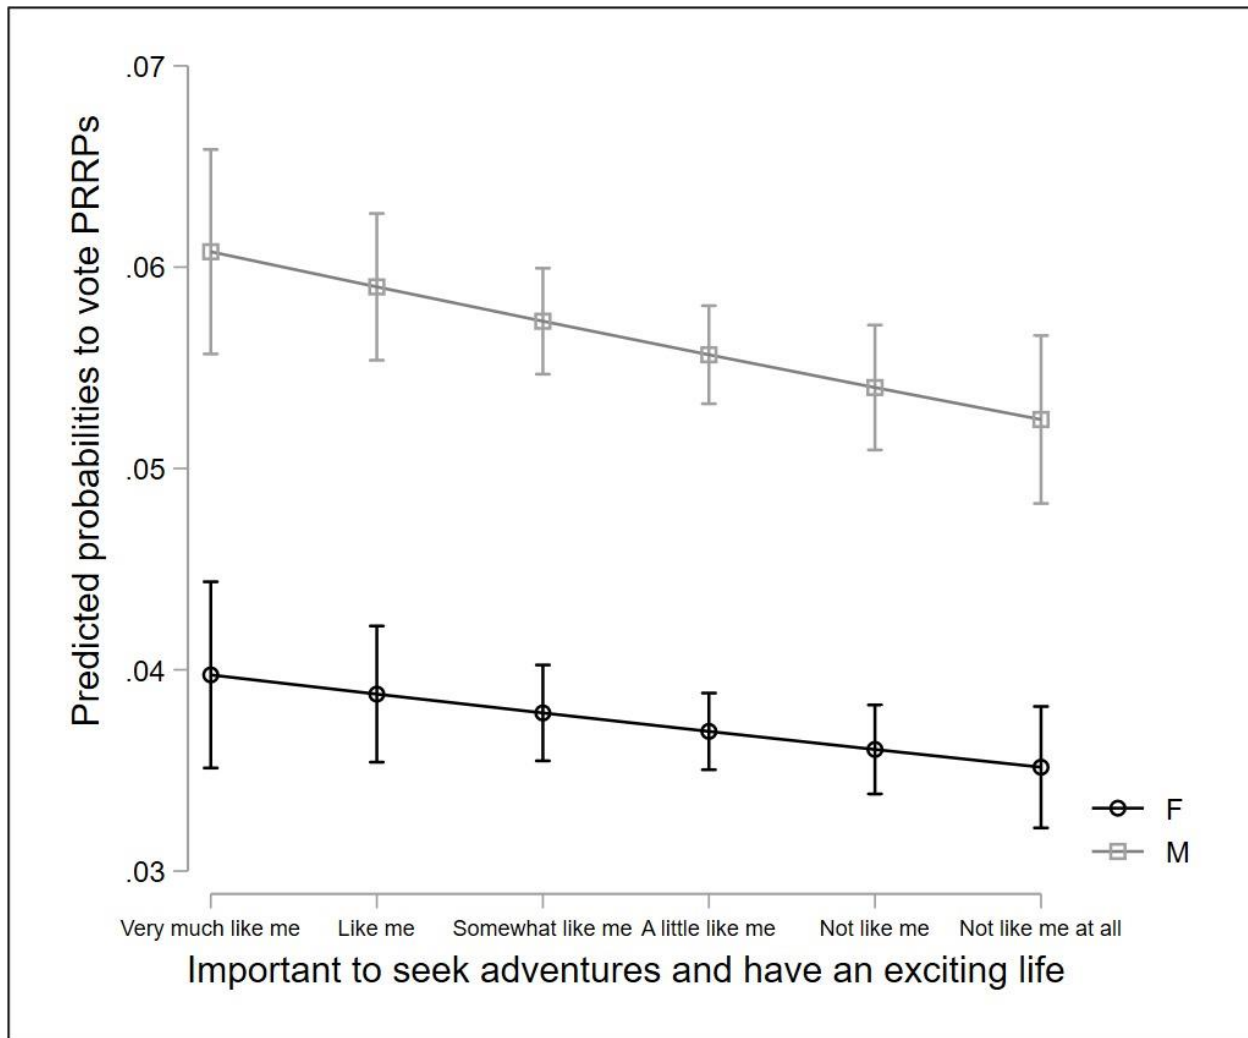 Predicted probabilities to vote PRRPs
.07
.06
.05
.04
.03
F
M
Very much like me Like me Somewhat like me A little like me Not like me Not like me at all
Important to seek adventures and have an exciting life